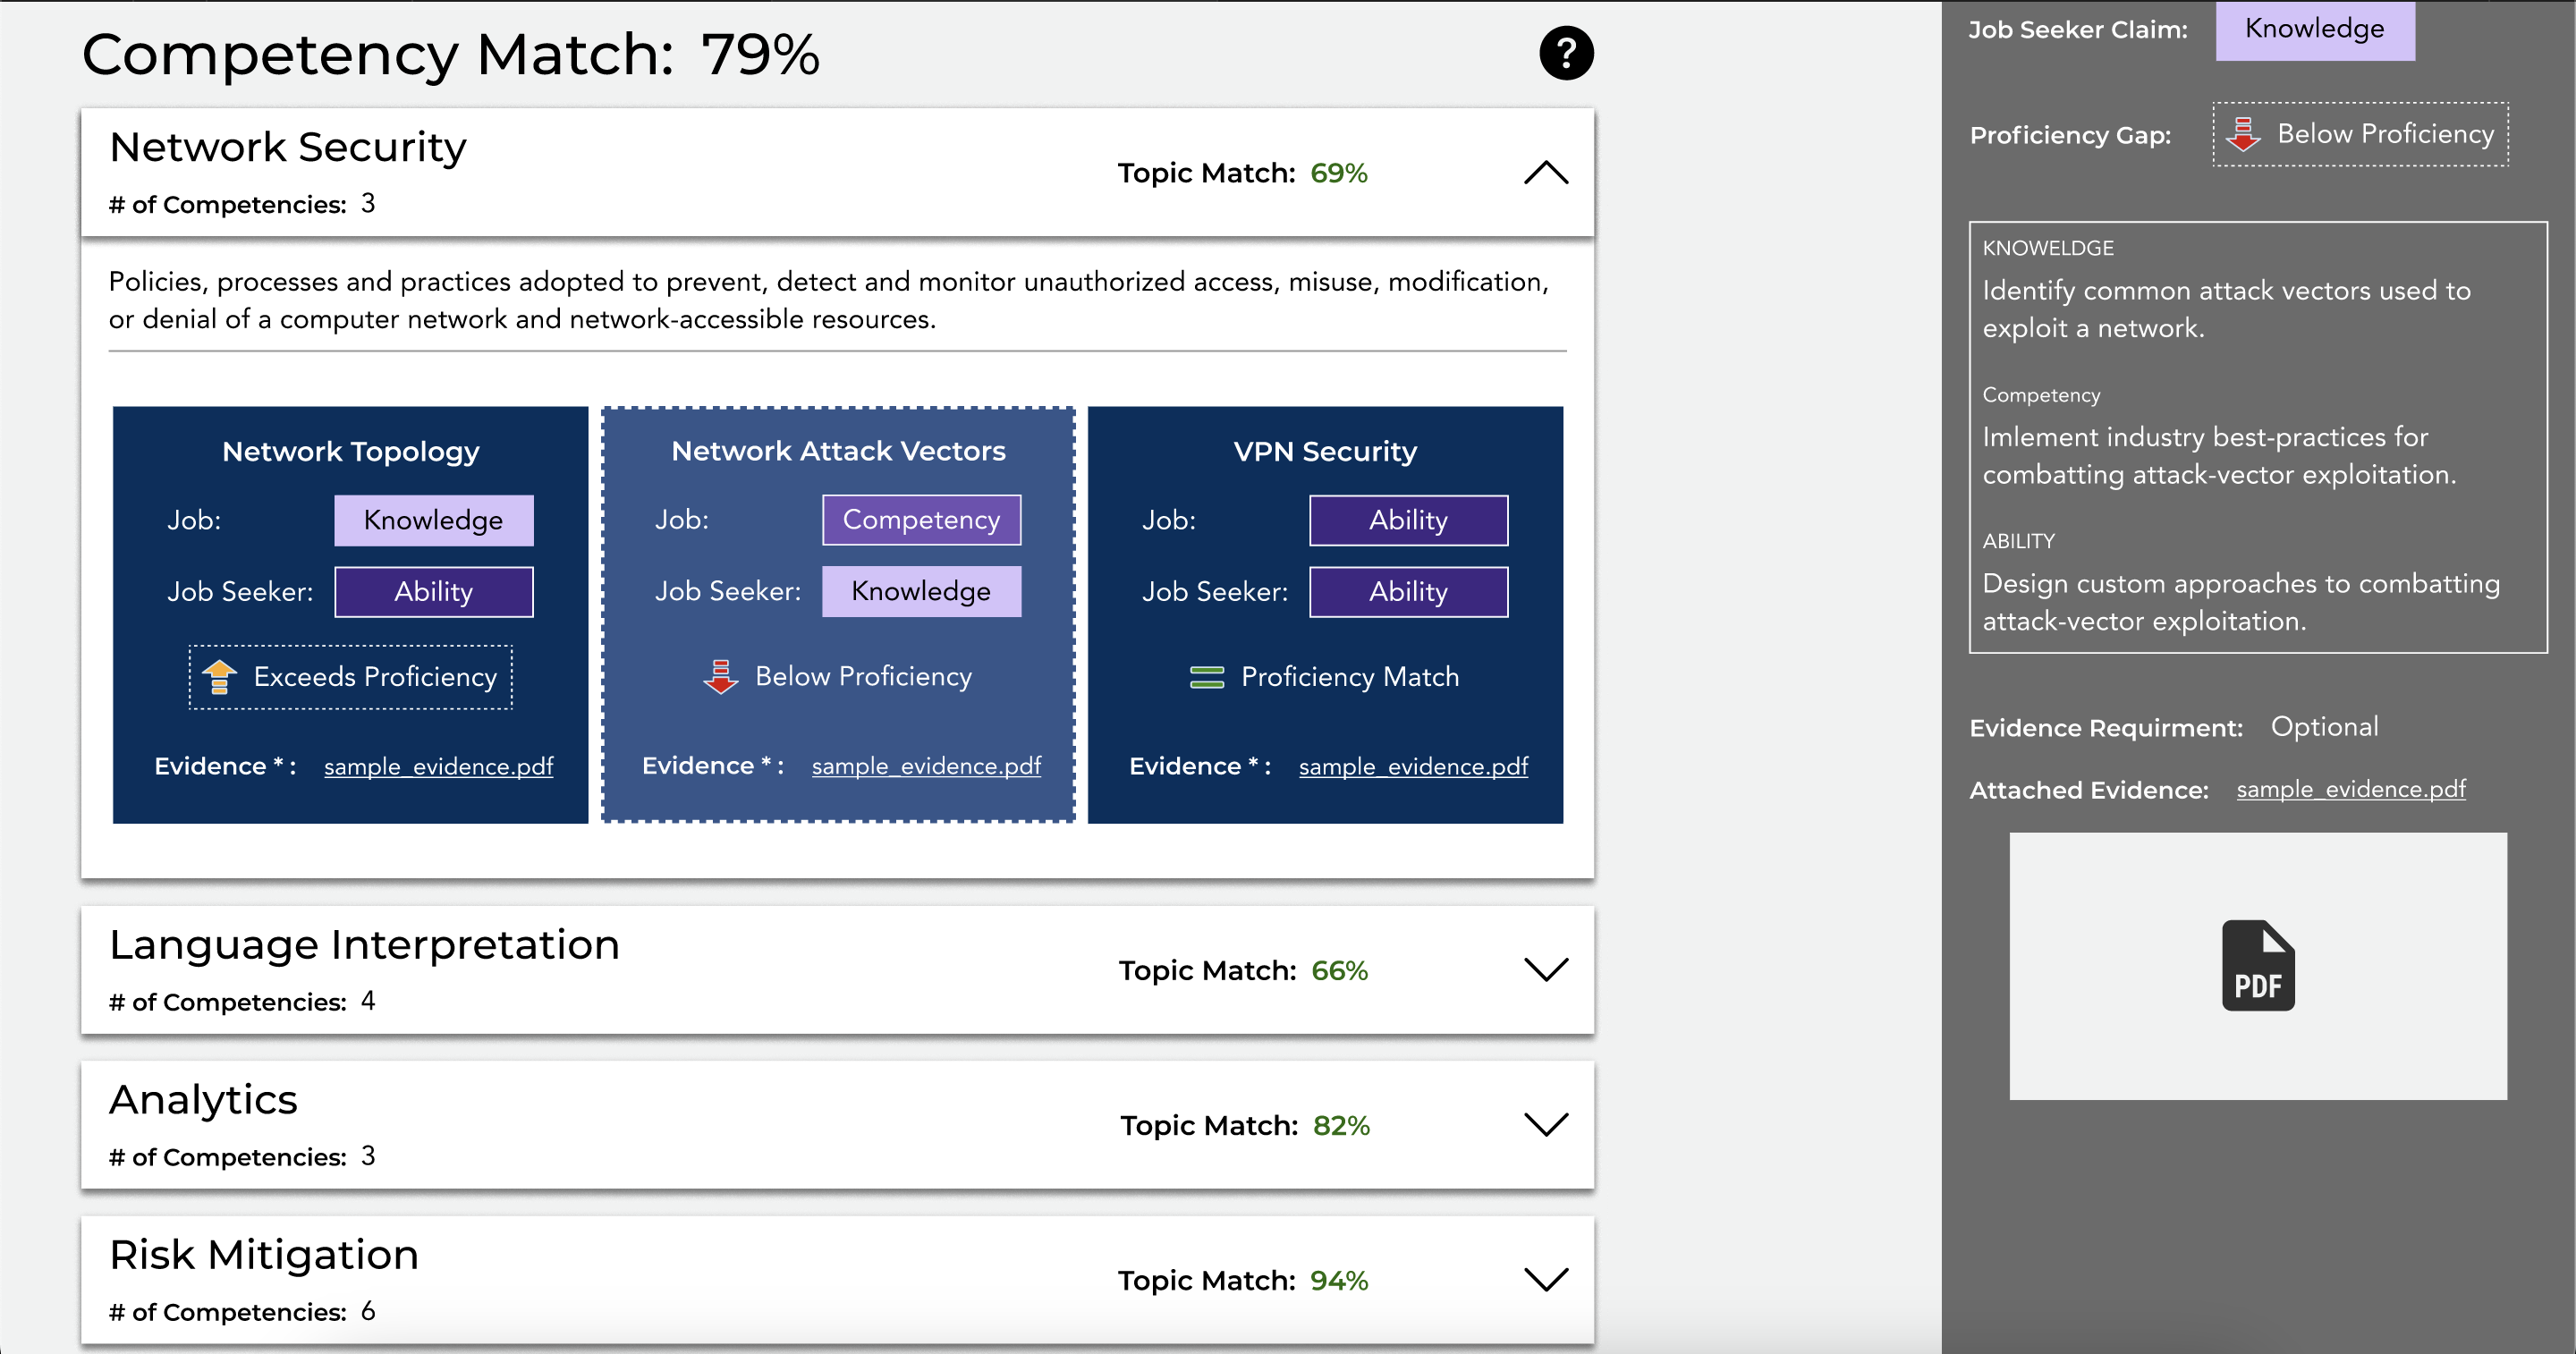 Competency Match: 79%
?
Network Security
# of Competencies: 3
Topic Match: 69%
Policies, processes and practices adopted to prevent, detect and monitor unauthorized access, misuse, modification,
or denial of a computer network and network-accessible resources.
Network Topology
Job: Knowledge
Job Seeker: Ability
Exceeds Proficiency
Evidence * : sample_evidence.pdf
Network Attack Vectors
Job: Competency
Job Seeker: Knowledge
Below Proficiency
Evidence * : sample_evidence.pdf
VPN Security
Job: Ability
Job Seeker: Ability
Proficiency Match
Evidence * : sample_evidence.pdf
Language Interpretation
# of Competencies: 4
Topic Match: 66%
Analytics
# of Competencies: 3
Topic Match: 82%
Risk Mitigation
# of Competencies: 6
Topic Match: 94%
Job Seeker Claim: Knowledge
Proficiency Gap: Below Proficiency
KNOWELDGE
Identify common attack vectors used to
exploit a network.
Competency
Imlement industry best-practices for
combatting attack-vector exploitation.
ABILITY
Design custom approaches to combatting
attack-vector exploitation.
Evidence Requirment: Optional
Attached Evidence: sample_evidence.pdf
PDF